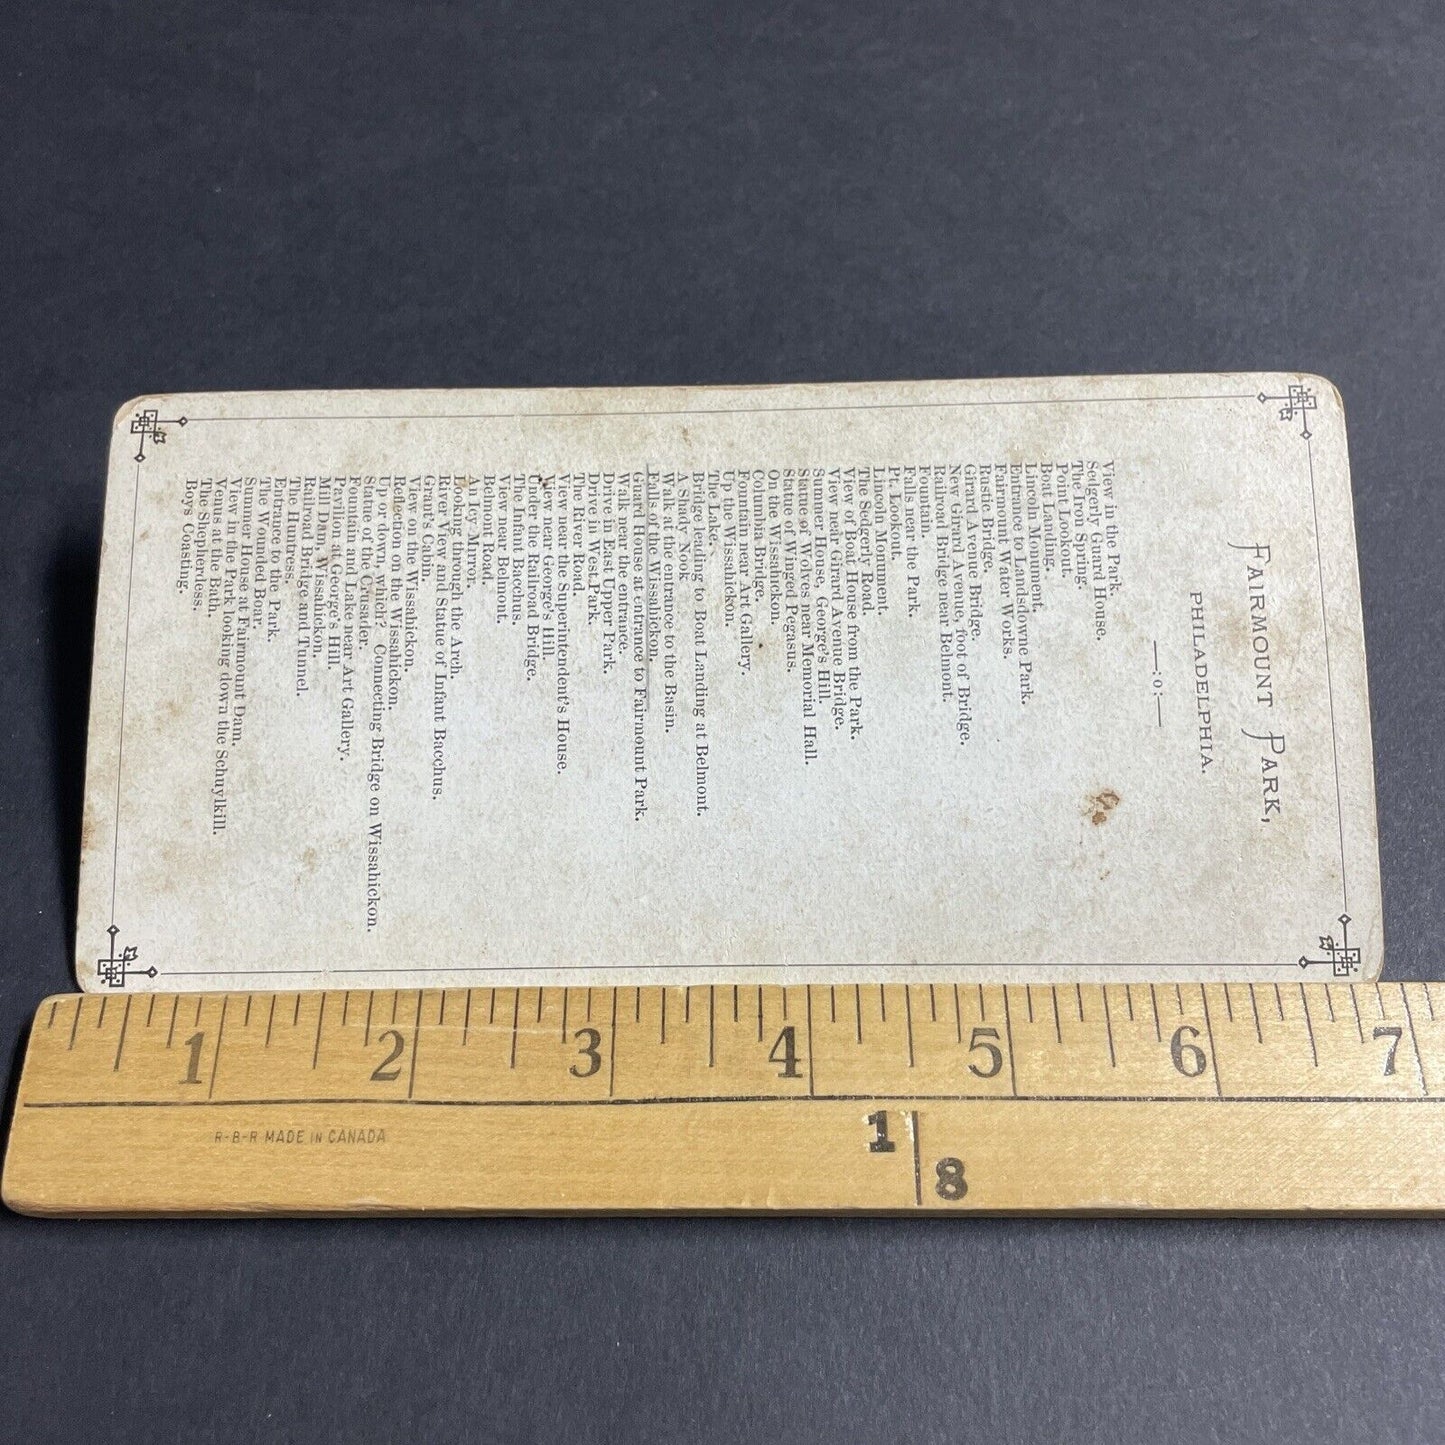 FAIRMOUNT PARK,
PHILADELPHIA.
—:o:—
View in the Park.
Sedgerly Guard House.
The Iron Spring.
Point Lookout.
Boat Landing.
Lincoln Monument.
Entrance to Landsdowne Park.
Fairmount Water Works.
Rustic Bridge.
Girard Avenue Bridge.
New Girard Avenue, foot of Bridge.
Railroad Bridge near Belmont.
Fountain.
Falls near the Park.
Pt. Lookout.
Lincoln Monument.
The Sedgerly Road.
View of Boat House from the Park.
View near Girard Avenue Bridge.
Summer House, George's Hill.
Statue of Wolves near Memorial Hall.
Statue of Winged Pegasus.
On the Wissahickon.
Columbia Bridge.
Fountain near Art Gallery.
Up the Wissahickon.
The Lake.
Bridge leading to Boat Landing at Belmont.
A Shady Nook.
Walk at the entrance to the Basin.
Falls of the Wissahickon.
Guard House at entrance to Fairmount Park.
Walk near the entrance.
Drive in East Upper Park.
Drive in West Park.
The River Road.
View near the Superintendent's House.
View near George's Hill.
Under the Railroad Bridge.
The Infant Bacchus.
View near Belmont.
Belmont Road.
An Icy Mirror.
Looking through the Arch.
River View and Statue of Infant Bacchus.
Grant's Cabin.
View on the Wissahickon.
Reflection on the Wissahickon.
Up or down, which? Connecting Bridge on Wissahickon.
Statue of the Crusader.
Fountain and Lake near Art Gallery.
Pavilion at George's Hill.
Mill Dam, Wissahickon.
Railroad Bridge and Tunnel.
The Huntress.
Entrance to the Park.
The Wounded Boar.
Summer House at Fairmount Dam.
View in the Park looking down the Schuylkill.
Venus at the Bath.
The Shepherdess.
Boys Coasting.
1 2 3 4 5 6 7
R-B-R MADE IN CANADA
1 8